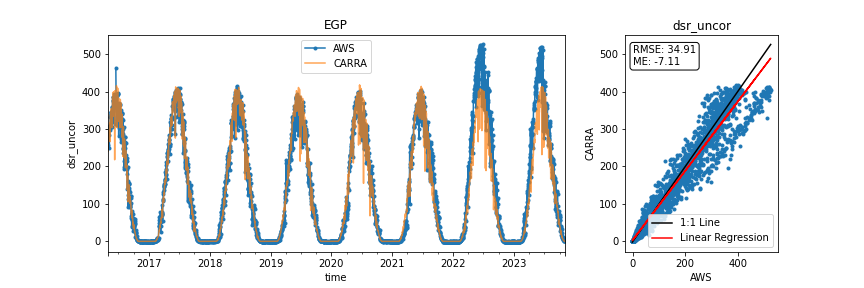 EGP
dsr_uncor
500
400
300
200
100
0
AWS
CARRA
2017 2018 2019 2020 2021 2022 2023
time
dsr_uncor
CARRA
500
400
300
200
100
0
RMSE: 34.91
ME: -7.11
1:1 Line
Linear Regression
0 200 400
AWS